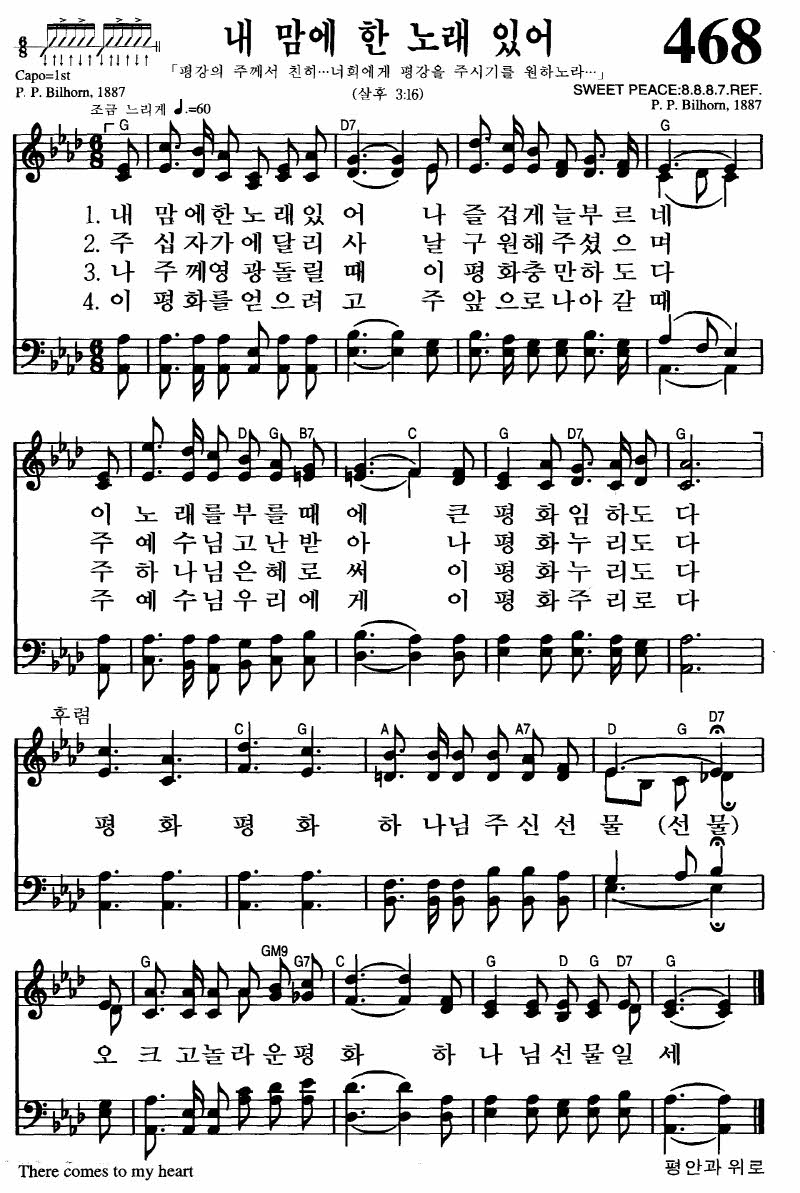 내 맘에 한 노래 있어
468
「평강의 주께서 친히…너희에게 평강을 주시기를 원하노라…」
Capo=1st
P. P. Bilhorn, 1887
(살후 3:16)
SWEET PEACE:8.8.8.7.REF.
P. P. Bilhorn, 1887
조금 느리게 ♩.=60
G D7 G
1. 내 맘에한노래있어 나 즐겁게늘부르네
2. 주 십자가에달리사 날 구원해주셨으며
3. 나 주께영광돌릴때 이 평화충만하도다
4. 이 평화를얻으려고 주 앞으로나아갈때
D G B7 C G D7 G
이 노래를부를때에 큰 평화임하도다
주 예수님고난받아 나 평화누리도다
주 하나님은혜로써 이 평화누리도다
주 예수님우리에게 이 평화주리로다
후렴
C G A A7 D G D7
평 화 평 화 하나님주신선물 (선물)
G GM9 G7 C G D G D7 G
오 크고놀라운평화 하나님선물일세
There comes to my heart
평안과 위로